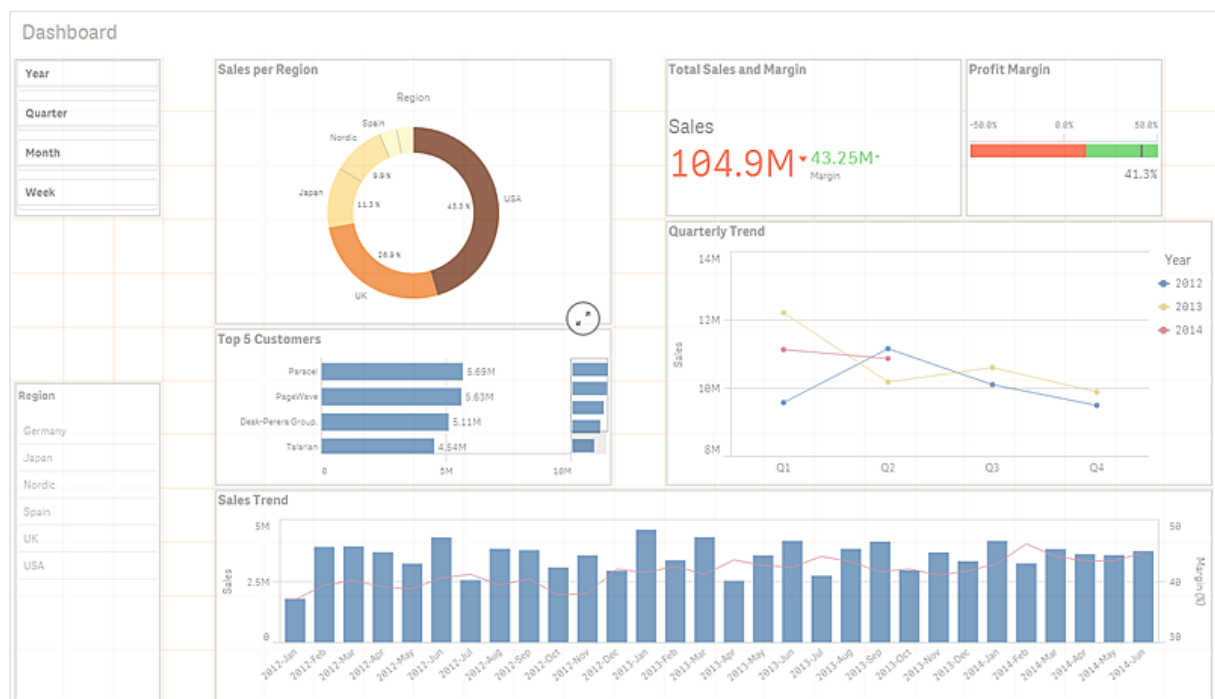 Dashboard
Year
Quarter
Month
Week
Region
Germany
Japan
Nordic
Spain
UK
USA
Sales per Region
Region
Spain
Nordic
Japan
USA
UK
9.9%
11.3%
45.5%
26.9%
Top 5 Customers
Paracel 5.69M
PageWave 5.63M
Deak-Perera Group. 5.11M
Talarian 4.54M
0 5M 10M
Total Sales and Margin
Sales
104.9M 43.25M
Margin
Profit Margin
-50.0% 0.0% 50.0%
41.3%
Quarterly Trend
14M
12M
10M
8M
Sales
Q1 Q2 Q3 Q4
Year
2012
2013
2014
Sales Trend
5M
2.5M
0
Sales
50
40
30
Margin (%)
2012-Jan
2012-Feb
2012-Mar
2012-Apr
2012-May
2012-Jun
2012-Jul
2012-Aug
2012-Sep
2012-Oct
2012-Nov
2012-Dec
2013-Jan
2013-Feb
2013-Mar
2013-Apr
2013-May
2013-Jun
2013-Jul
2013-Aug
2013-Sep
2013-Oct
2013-Nov
2013-Dec
2014-Jan
2014-Feb
2014-Mar
2014-Apr
2014-May
2014-Jun